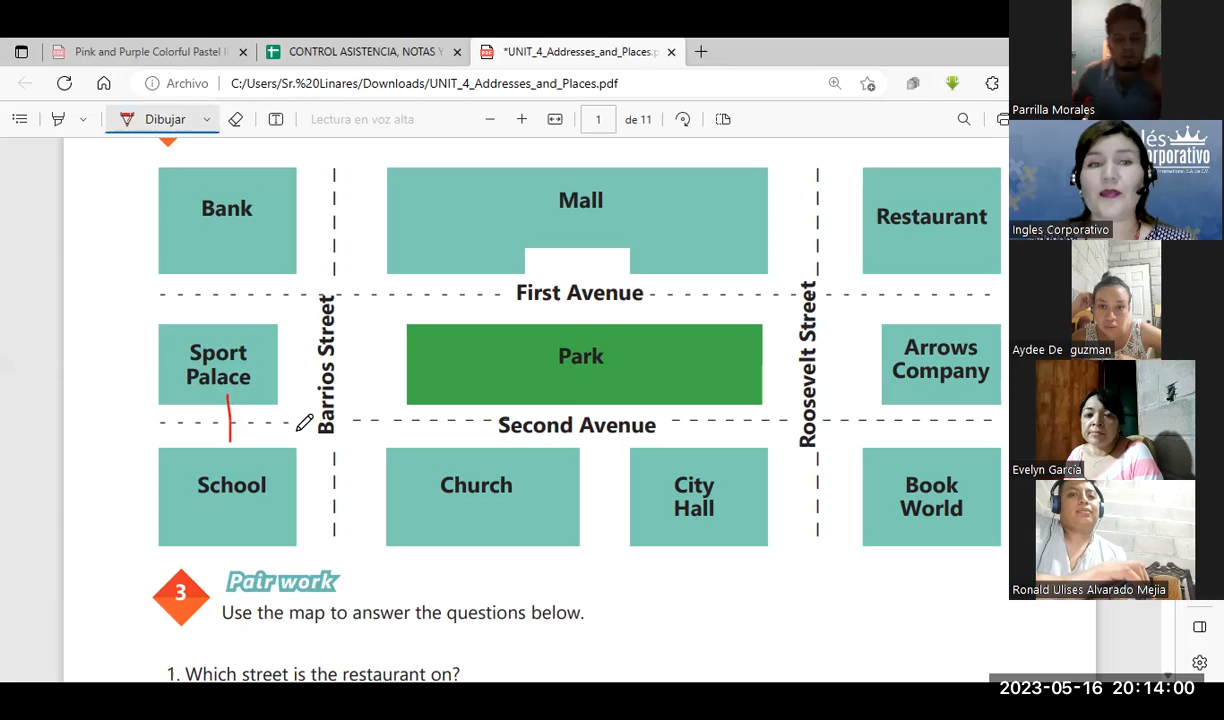 Pink and Purple Colorful Pastel I
CONTROL ASISTENCIA, NOTAS Y
*UNIT_4_Addresses_and_Places.p
Archivo
C:/Users/Sr.%20Linares/Downloads/UNIT_4_Addresses_and_Places.pdf
Dibujar
Lectura en voz alta
1
de 11
Bank
Mall
Restaurant
First Avenue
Barrios Street
Roosevelt Street
Sport
Palace
Park
Arrows
Company
Second Avenue
School
Church
City
Hall
Book
World
3
Pair work
Use the map to answer the questions below.
1. Which street is the restaurant on?
Parrilla Morales
Ingles Corporativo
Aydee De guzman
Evelyn García
Ronald Ulises Alvarado Mejia
2023-05-16 20:14:00